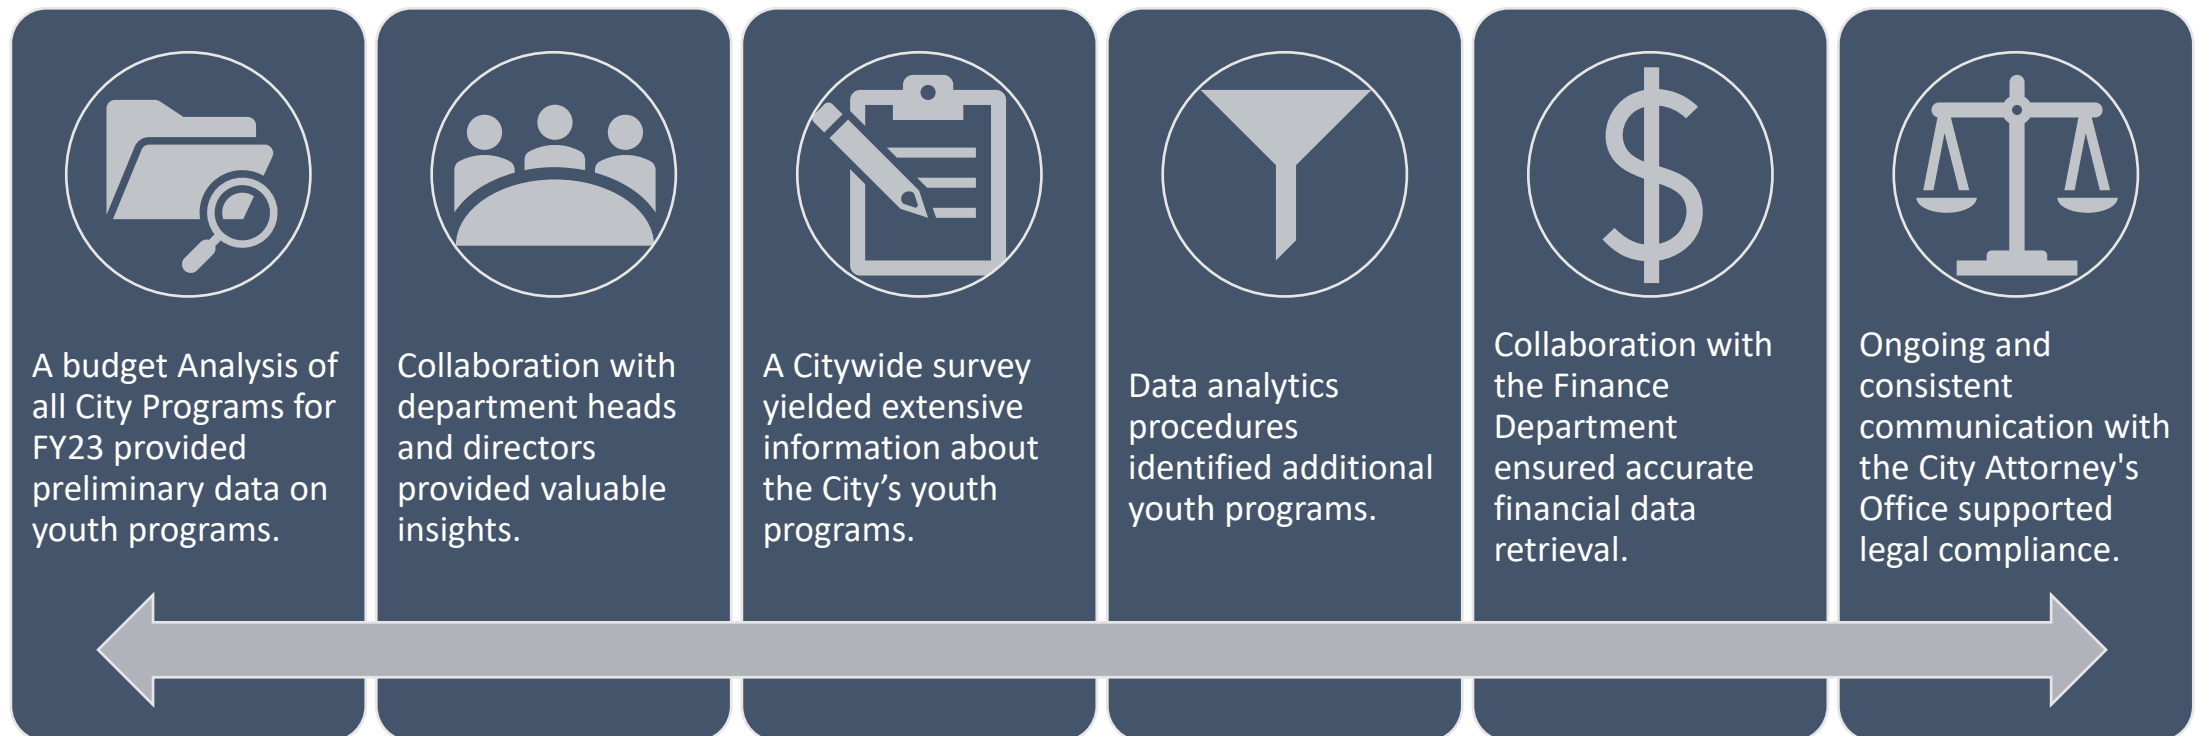 A budget Analysis of
all City Programs for
FY23 provided
preliminary data on
youth programs.
Collaboration with
department heads
and directors
provided valuable
insights.
A Citywide survey
yielded extensive
information about
the City’s youth
programs.
Data analytics
procedures
identified additional
youth programs.
Collaboration with
the Finance
Department
ensured accurate
financial data
retrieval.
Ongoing and
consistent
communication with
the City Attorney's
Office supported
legal compliance.